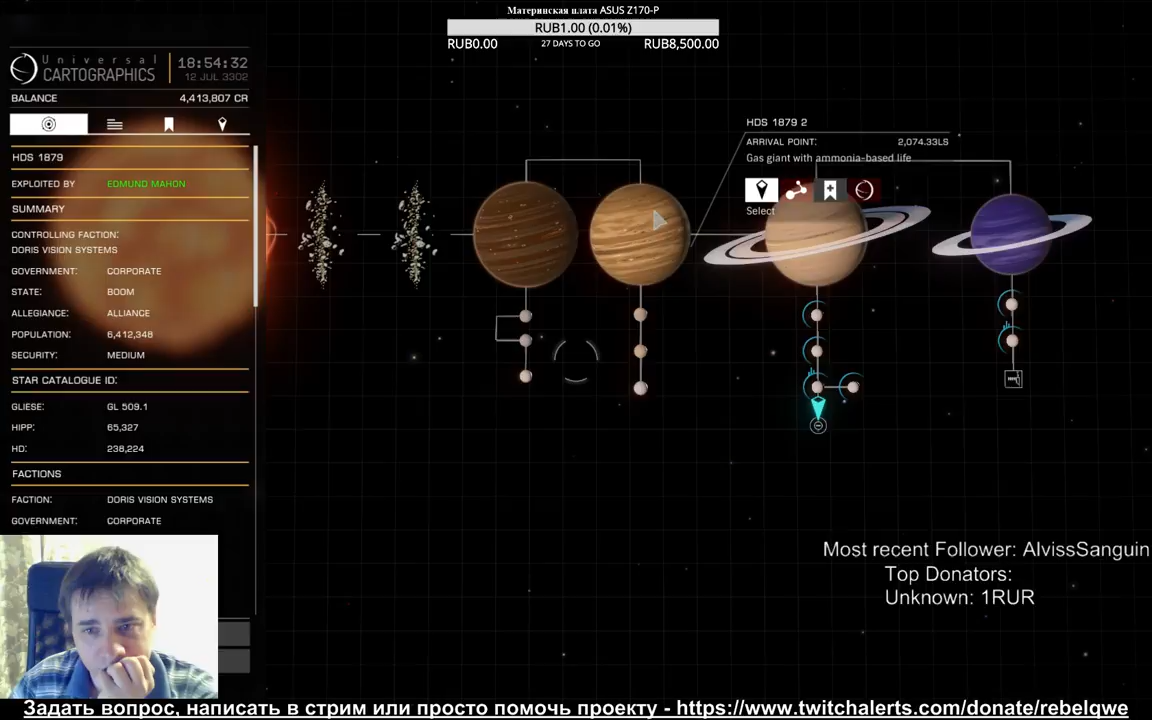 Материнская плата ASUS Z170-P
RUB1.00 (0.01%)
RUB0.00 27 DAYS TO GO RUB8,500.00
Universal
CARTOGRAPHICS
18:54:32
12 JUL 3302
BALANCE 4,413,807 CR
HDS 1879
EXPLOITED BY EDMUND MAHON
SUMMARY
CONTROLLING FACTION:
DORIS VISION SYSTEMS
GOVERNMENT: CORPORATE
STATE: BOOM
ALLEGIANCE: ALLIANCE
POPULATION: 6,412,348
SECURITY: MEDIUM
STAR CATALOGUE ID:
GLIESE: GL 509.1
HIPP: 65,327
HD: 238,224
FACTIONS
FACTION: DORIS VISION SYSTEMS
GOVERNMENT: CORPORATE
HDS 1879 2
ARRIVAL POINT: 2,074.33LS
Gas giant with ammonia-based life
Select
Most recent Follower: AlvissSanguin
Top Donators:
Unknown: 1RUR
Задать вопрос, написать в стрим или просто помочь проекту - https://www.twitchalerts.com/donate/rebelqwe